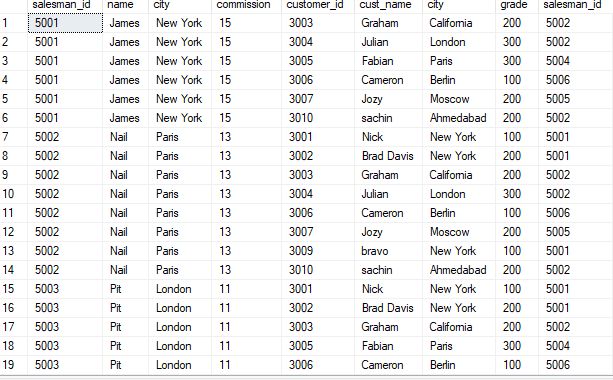 salesman_id name city commission customer_id cust_name city grade salesman_id
1 5001 James New York 15 3003 Graham California 200 5002
2 5001 James New York 15 3004 Julian London 300 5002
3 5001 James New York 15 3005 Fabian Paris 300 5004
4 5001 James New York 15 3006 Cameron Berlin 100 5006
5 5001 James New York 15 3007 Jozy Moscow 200 5005
6 5001 James New York 15 3010 sachin Ahmedabad 200 5002
7 5002 Nail Paris 13 3001 Nick New York 100 5001
8 5002 Nail Paris 13 3002 Brad Davis New York 200 5001
9 5002 Nail Paris 13 3003 Graham California 200 5002
10 5002 Nail Paris 13 3004 Julian London 300 5002
11 5002 Nail Paris 13 3006 Cameron Berlin 100 5006
12 5002 Nail Paris 13 3007 Jozy Moscow 200 5005
13 5002 Nail Paris 13 3009 bravo New York 100 5001
14 5002 Nail Paris 13 3010 sachin Ahmedabad 200 5002
15 5003 Pit London 11 3001 Nick New York 100 5001
16 5003 Pit London 11 3002 Brad Davis New York 200 5001
17 5003 Pit London 11 3003 Graham California 200 5002
18 5003 Pit London 11 3005 Fabian Paris 300 5004
19 5003 Pit London 11 3006 Cameron Berlin 100 5006